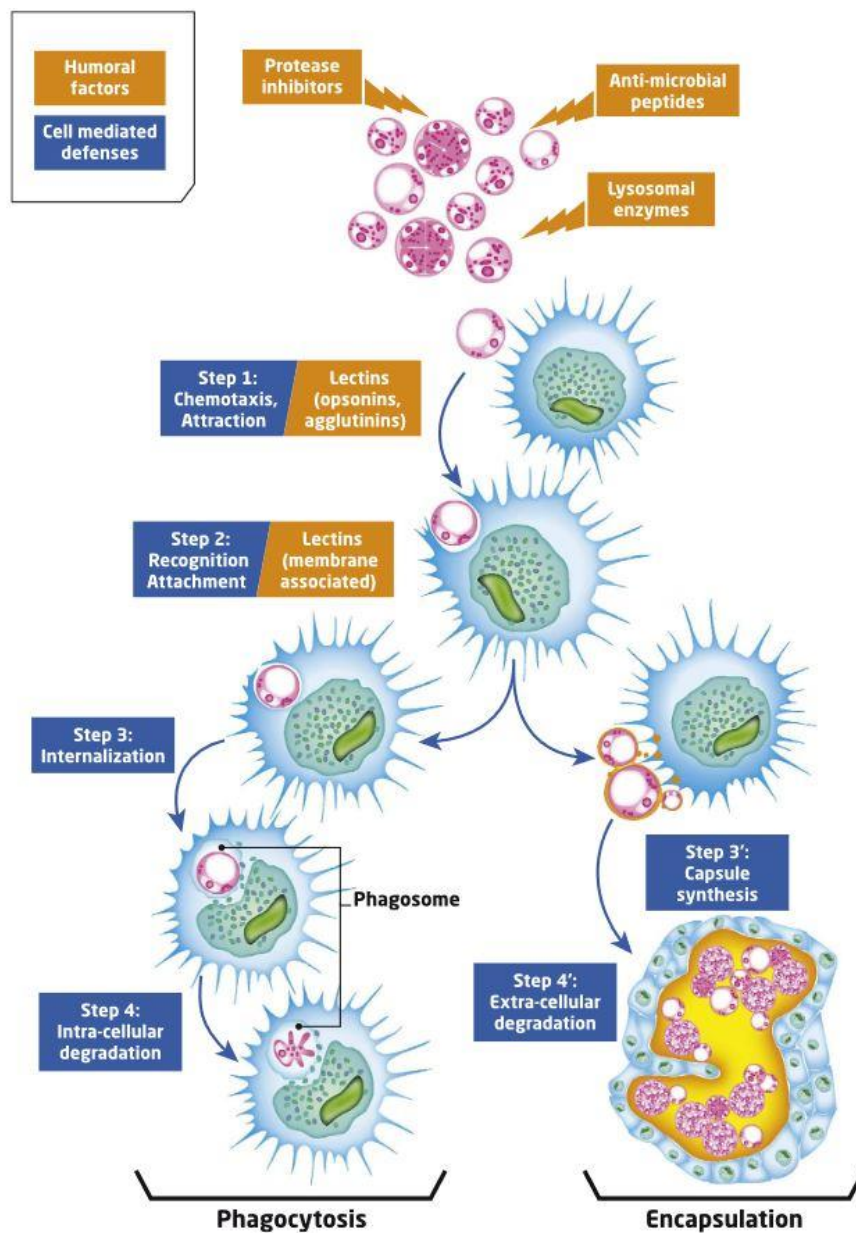 Humoral
factors
Cell mediated
defenses
Protease
inhibitors
Anti-microbial
peptides
Lysosomal
enzymes
Step 1:
Chemotaxis,
Attraction
Lectins
(opsonins,
agglutinins)
Step 2:
Recognition
Attachment
Lectins
(membrane
associated)
Step 3:
Internalization
Phagosome
Step 3':
Capsule
synthesis
Step 4:
Intra-cellular
degradation
Step 4':
Extra-cellular
degradation
Phagocytosis
Encapsulation